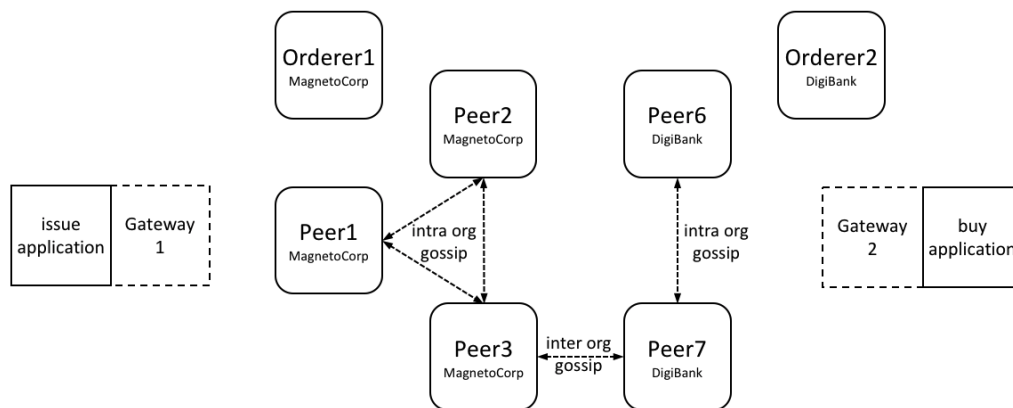 Orderer1
MagnetoCorp
Orderer2
DigiBank
Peer2
MagnetoCorp
Peer6
DigiBank
issue
application
Gateway
1
Peer1
MagnetoCorp
intra org
gossip
intra org
gossip
Gateway
2
buy
application
Peer3
MagnetoCorp
inter org
gossip
Peer7
DigiBank